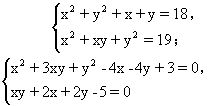 x² + y² + x + y = 18,
x² + xy + y² = 19;
x² + 3xy + y² - 4x - 4y + 3 = 0,
xy + 2x + 2y - 5 = 0